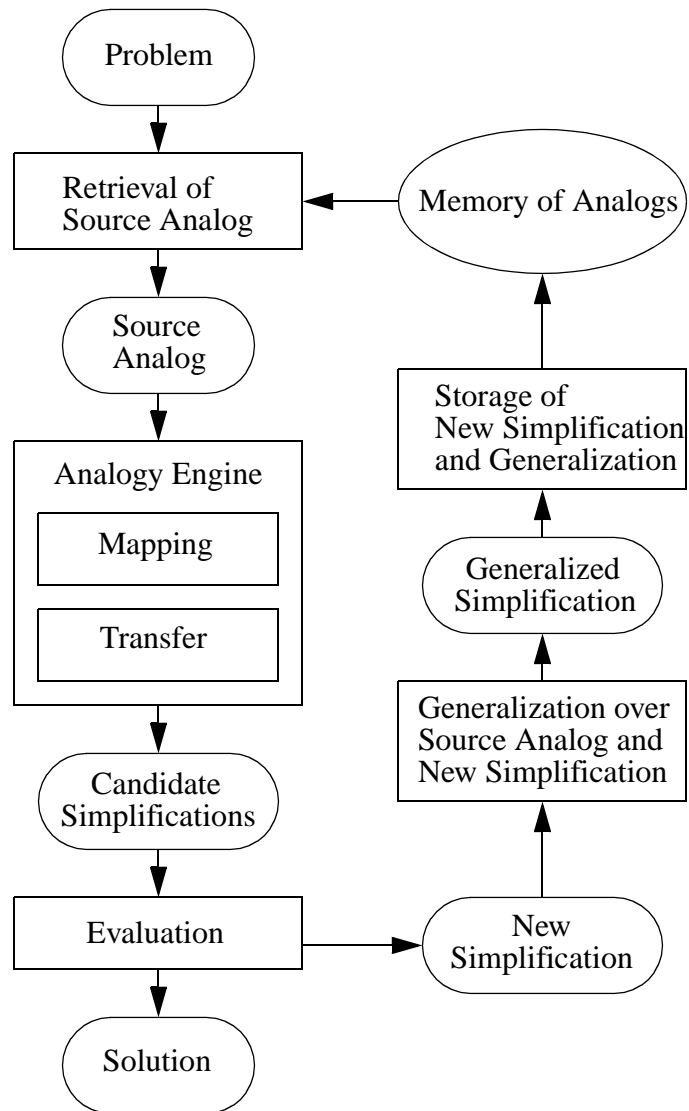 Problem
Retrieval of
Source Analog
Memory of Analogs
Source
Analog
Storage of
New Simplification
and Generalization
Analogy Engine
Mapping
Generalized
Simplification
Transfer
Generalization over
Source Analog and
New Simplification
Candidate
Simplifications
Evaluation
New
Simplification
Solution